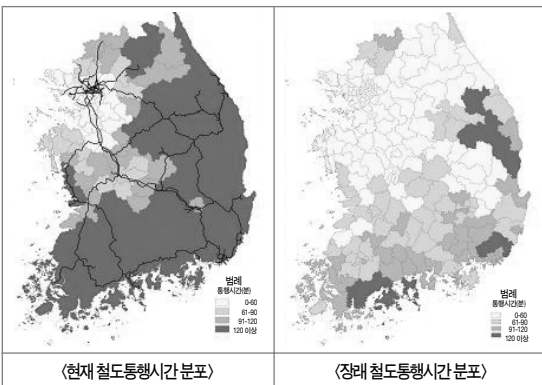 범례
통행시간(분)
0-60
61-90
91-120
120 이상
범례
통행시간(분)
0-60
61-90
91-120
120 이상
〈현재 철도통행시간 분포〉
〈장래 철도통행시간 분포〉